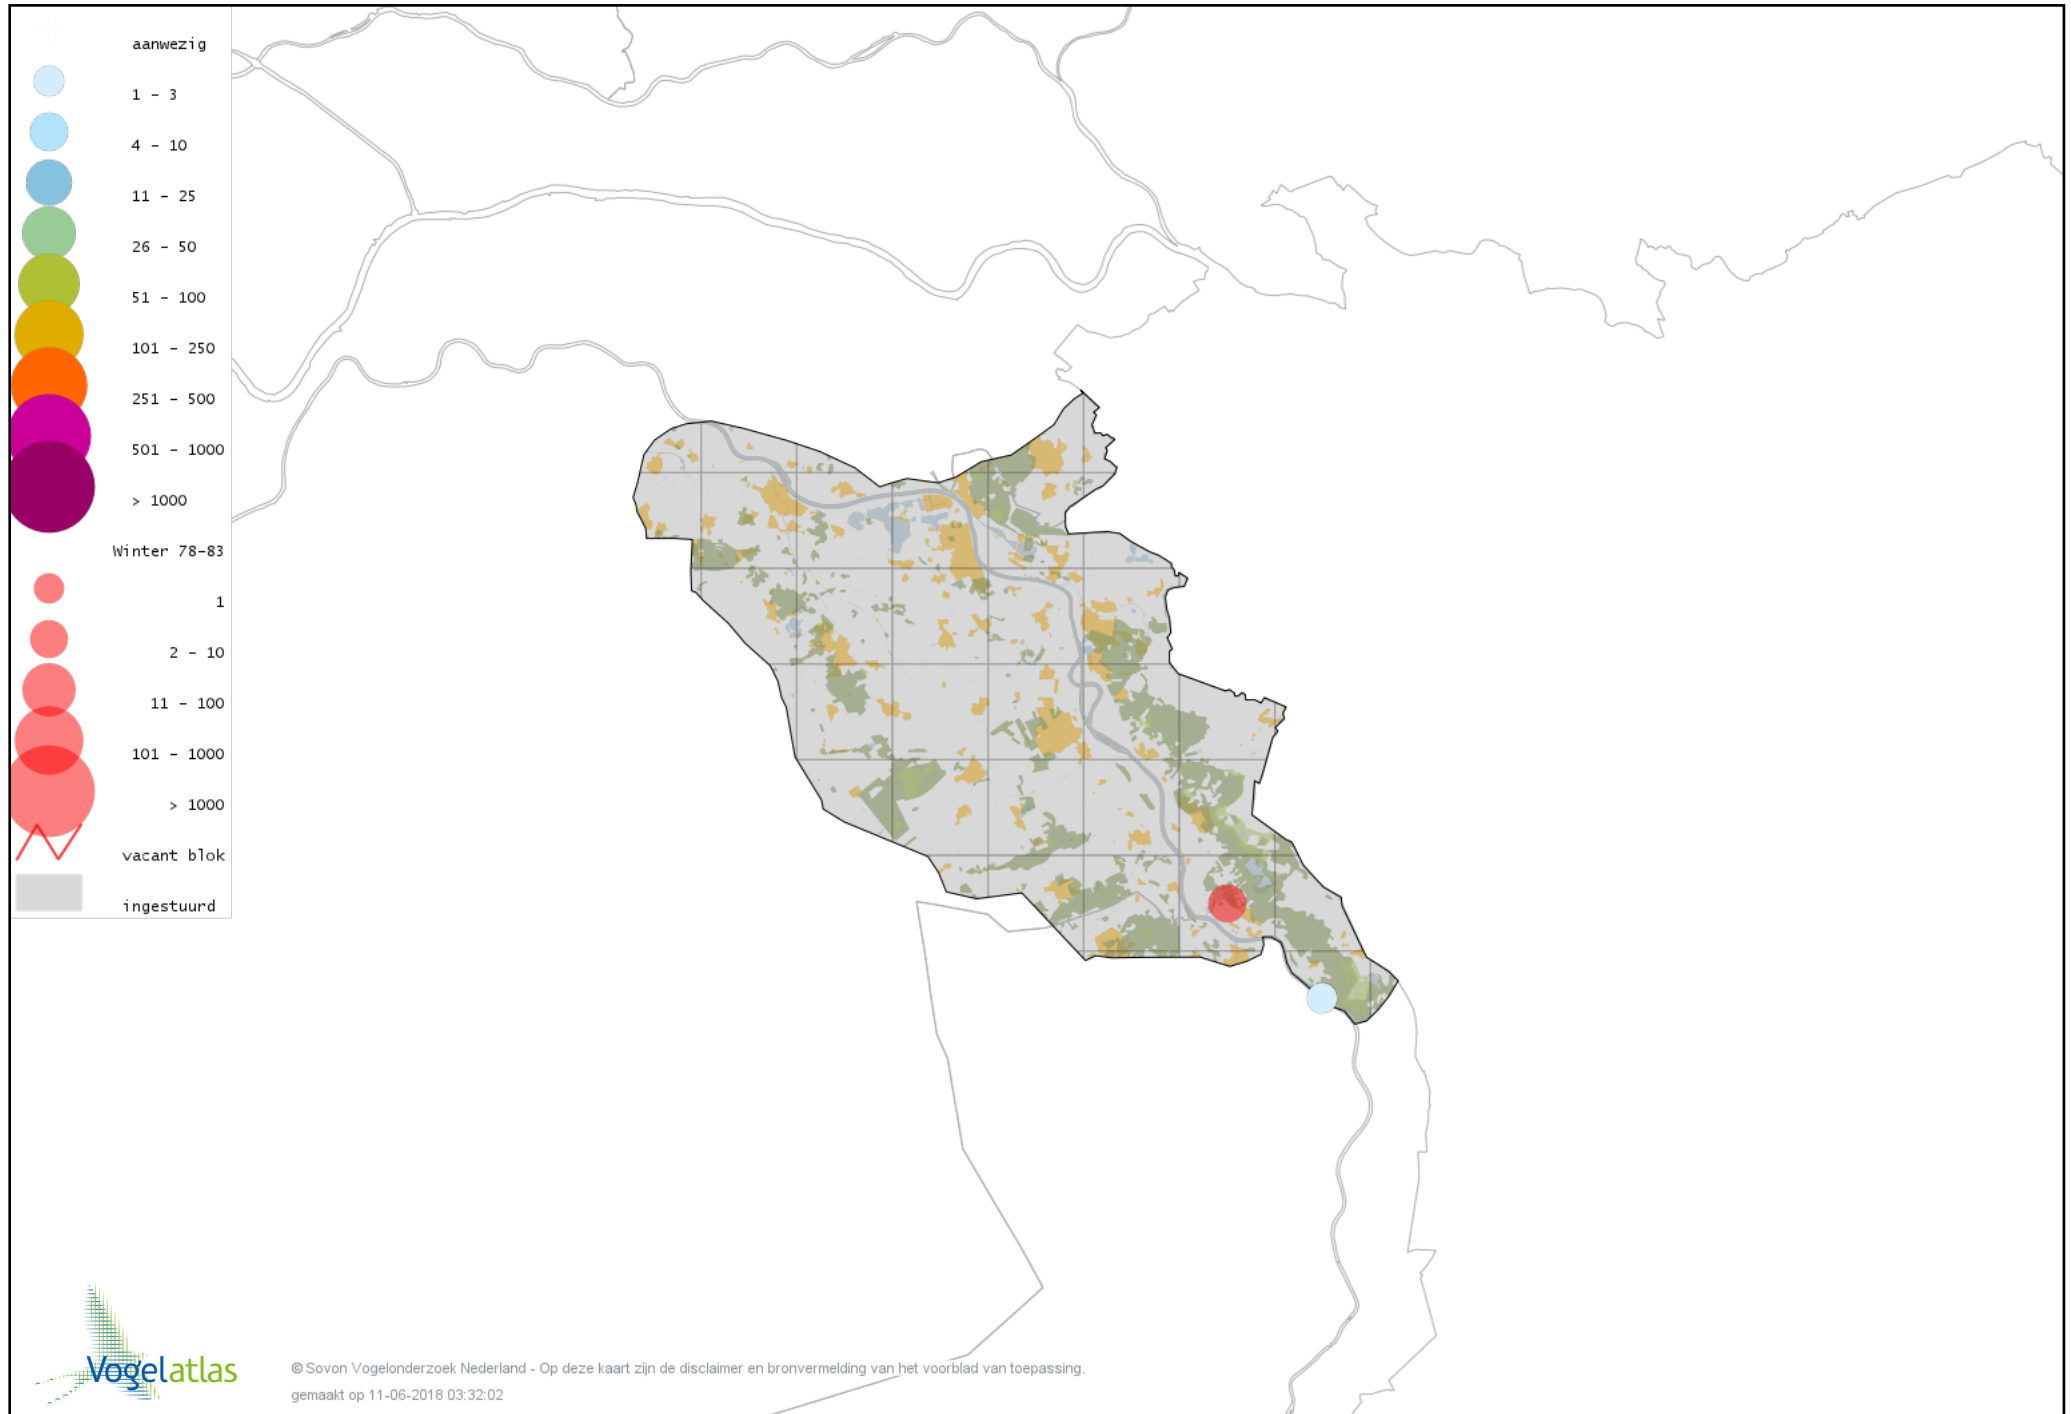 aanwezig
1 - 3
4 - 10
11 - 25
26 - 50
51 - 100
101 - 250
251 - 500
501 - 1000
> 1000
Winter 78-83
1
2 - 10
11 - 100
101 - 1000
> 1000
vacant blok
ingestuurd
Vogelatlas
© Sovon Vogelonderzoek Nederland - Op deze kaart zijn de disclaimer en bronvermelding van het voorblad van toepassing.
gemaakt op 11-06-2018 03:32:02